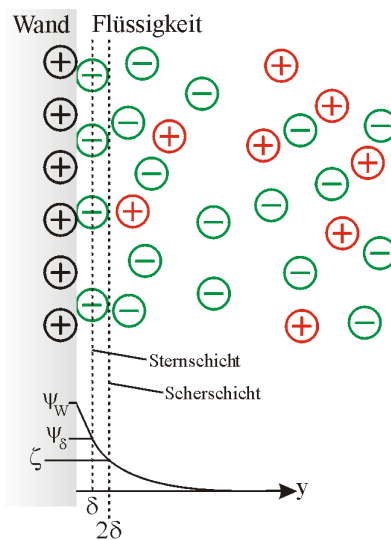 Wand Flüssigkeit
Sternschicht
Scherschicht
Ψ_W
Ψ_δ
ζ
y
δ
2δ